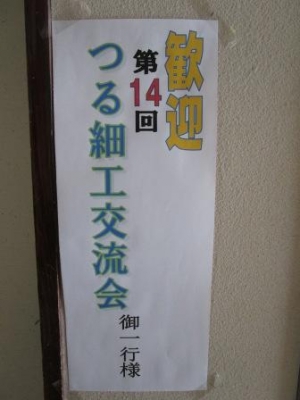 歓迎
第14回
つる細工交流会
御一行様